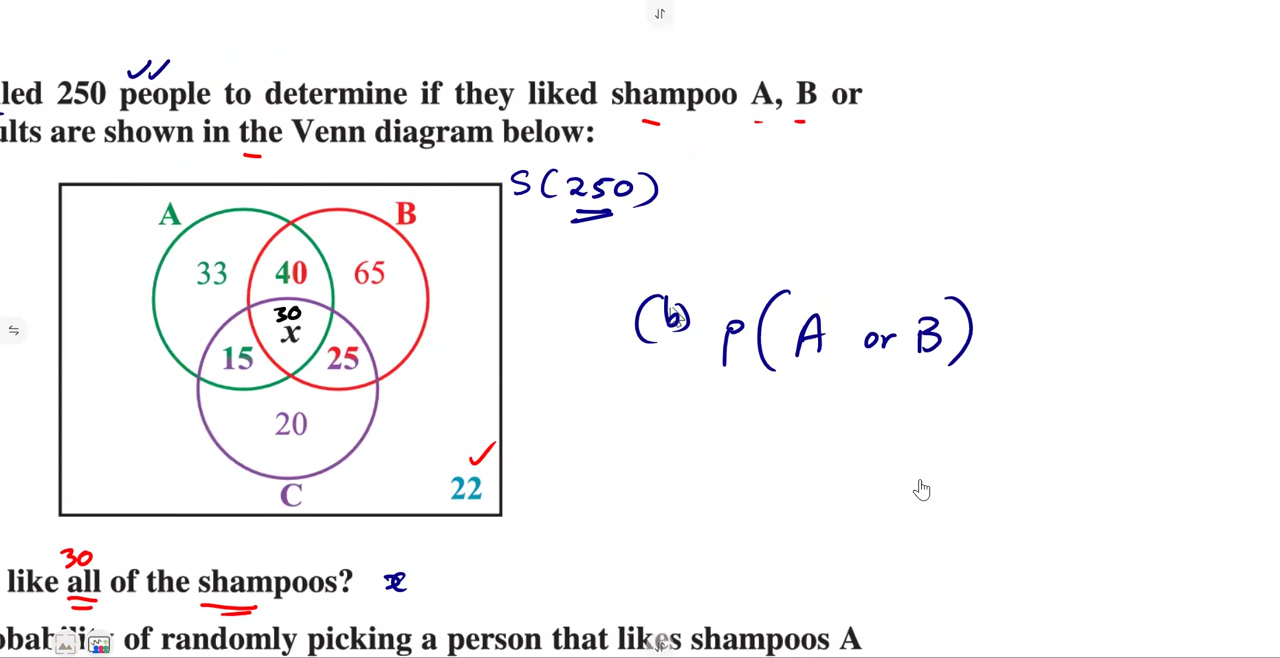 led 250 people to determine if they liked shampoo A, B or
ults are shown in the Venn diagram below:
S (250)
A
B
33
40
65
30
x
(b) P(A or B)
15
25
20
22
C
30
like all of the shampoos? x
of randomly picking a person that likes shampoos A